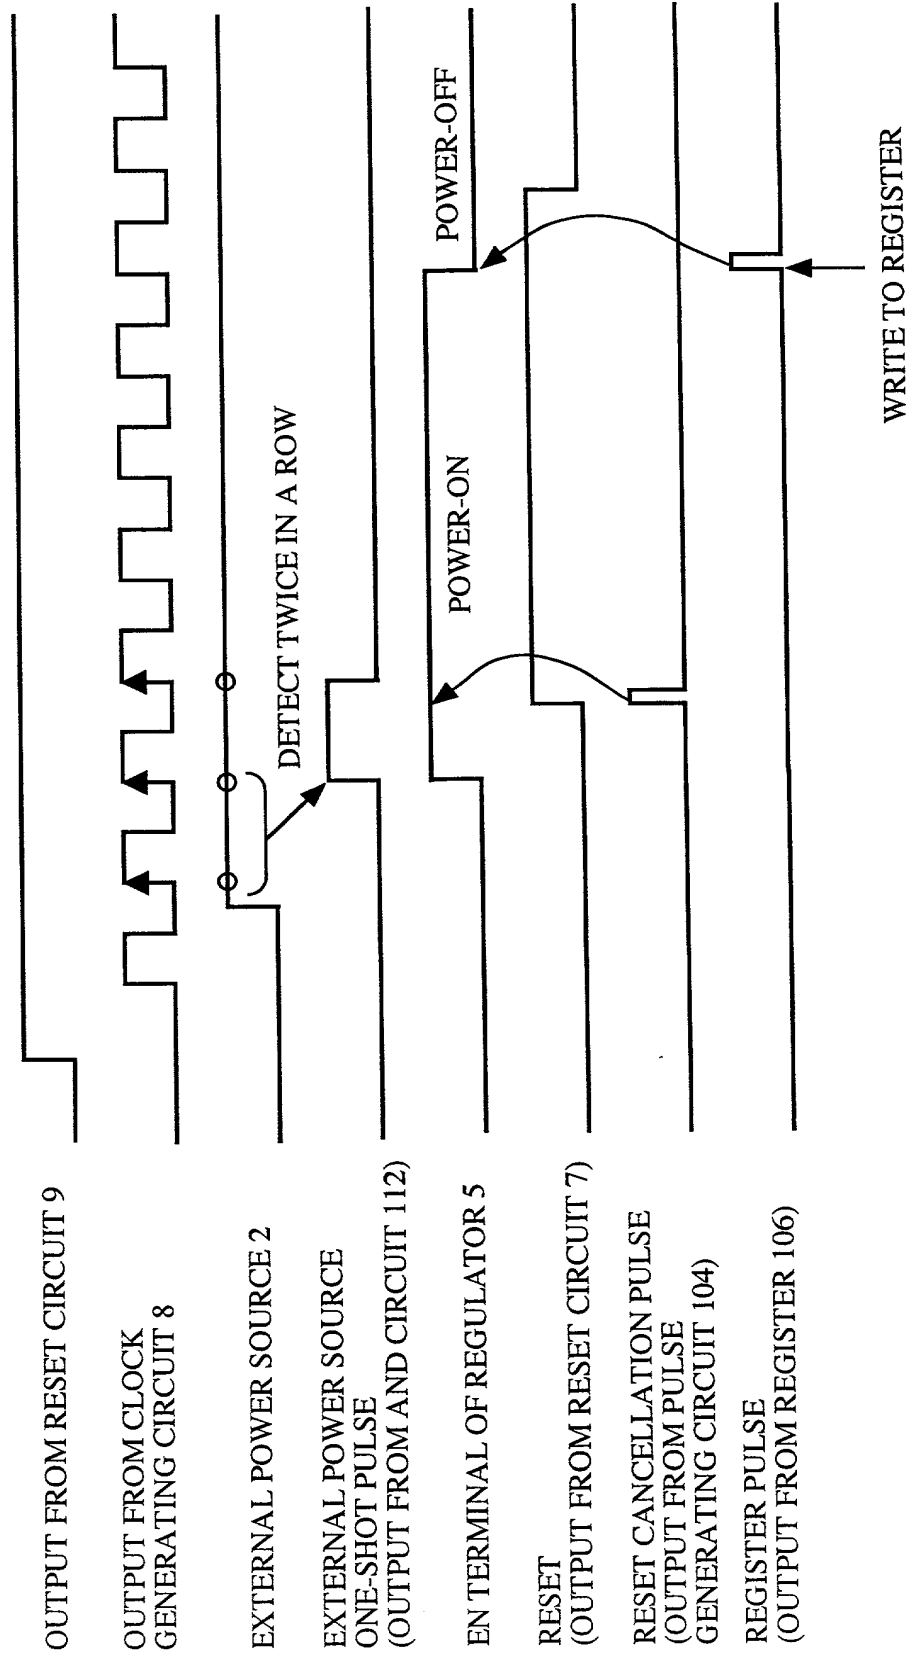 OUTPUT FROM RESET CIRCUIT 9
OUTPUT FROM CLOCK
GENERATING CIRCUIT 8
EXTERNAL POWER SOURCE 2
DETECT TWICE IN A ROW
EXTERNAL POWER SOURCE
ONE-SHOT PULSE
(OUTPUT FROM AND CIRCUIT 112)
EN TERMINAL OF REGULATOR 5
POWER-ON
POWER-OFF
RESET
(OUTPUT FROM RESET CIRCUIT 7)
RESET CANCELLATION PULSE
(OUTPUT FROM PULSE
GENERATING CIRCUIT 104)
REGISTER PULSE
(OUTPUT FROM REGISTER 106)
WRITE TO REGISTER